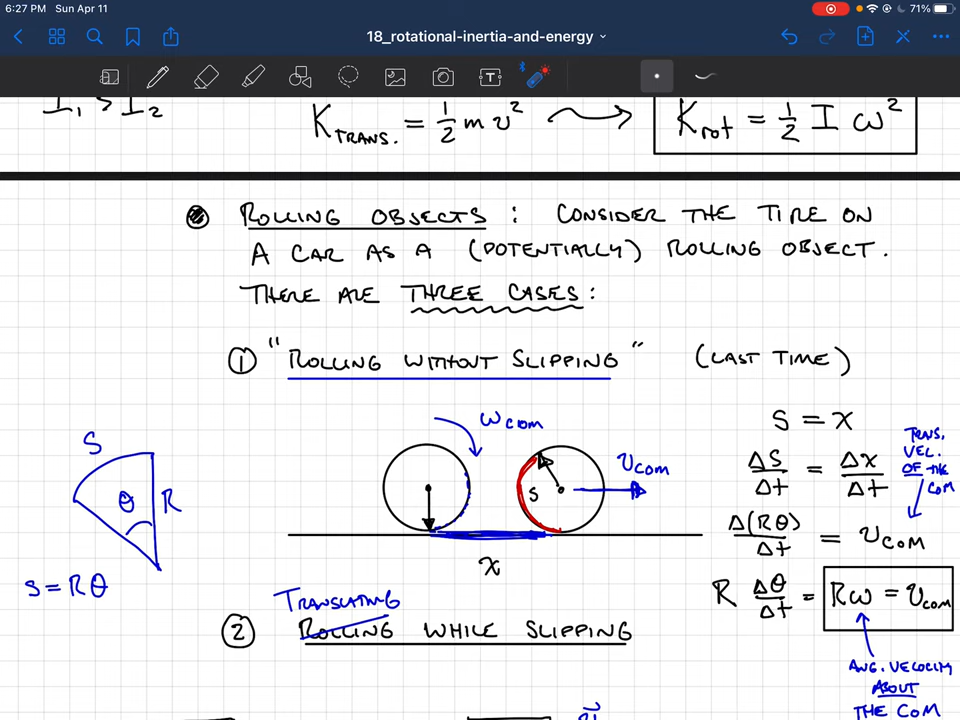 6:27 PM Sun Apr 11
71%
18_rotational-inertia-and-energy
I₁ > I₂
K_TRANS. = 1/2 m v²
K_rot = 1/2 I ω²
ROLLING OBJECTS : CONSIDER THE TIRE ON
A CAR AS A (POTENTIALLY) ROLLING OBJECT.
THERE ARE THREE CASES :
① "ROLLING WITHOUT SLIPPING" (LAST TIME)
S
θ
R
S = Rθ
ω_COM
S
v_COM
x
S = x
ΔS/Δt = Δx/Δt
Δ(Rθ)/Δt = v_COM
R Δθ/Δt = Rω = v_COM
TRANS.
VEL.
OF THE
COM
ANG. VELOCITY
ABOUT
THE COM
TRANSLATING
② ROLLING WHILE SLIPPING